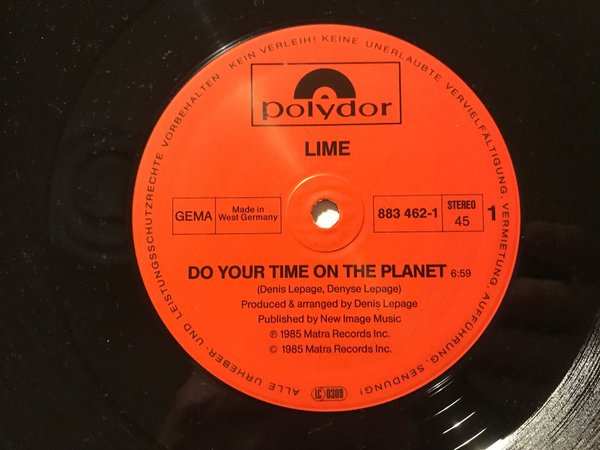 ALLE URHEBER- UND LEISTUNGSSCHUTZRECHTE VORBEHALTEN KEIN VERLEIH! KEINE UNERLAUBTE VERVIELFÄLTIGUNG, VERMIETUNG, AUFFÜHRUNG, SENDUNG!
polydor
LIME
GEMA
Made in
West Germany
883 462-1
STEREO
45
1
DO YOUR TIME ON THE PLANET 6:59
(Denis Lepage, Denyse Lepage)
Produced & arranged by Denis Lepage
Published by New Image Music
℗ 1985 Matra Records Inc.
© 1985 Matra Records Inc.
LC 0309